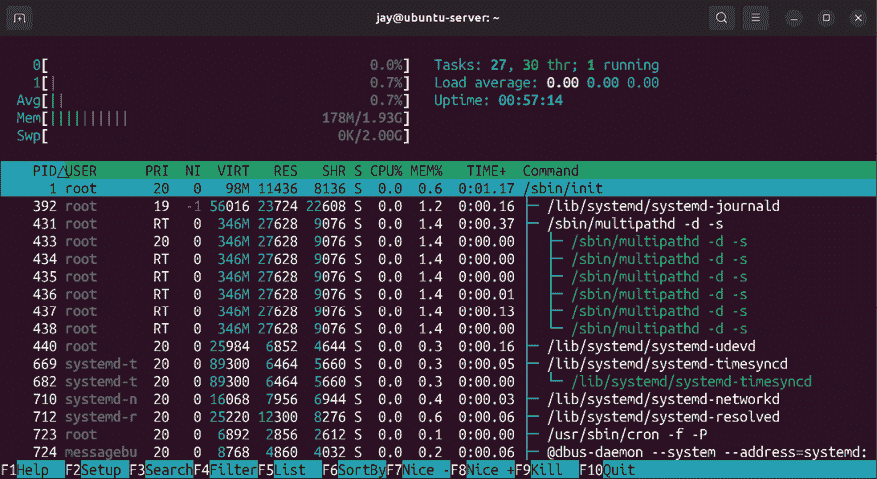 jay@ubuntu-server: ~
0[ 0.0%] Tasks: 27, 30 thr; 1 running
1[| 0.7%] Load average: 0.00 0.00 0.00
Avg[|| 0.7%] Uptime: 00:57:14
Mem[|||||||||| 178M/1.93G]
Swp[ 0K/2.00G]
PID△USER PRI NI VIRT RES SHR S CPU% MEM% TIME+ Command
1 root 20 0 98M 11436 8136 S 0.0 0.6 0:01.17 /sbin/init
392 root 19 -1 56016 23724 22608 S 0.0 1.2 0:00.16 ├─ /lib/systemd/systemd-journald
431 root RT 0 346M 27628 9076 S 0.0 1.4 0:00.37 ├─ /sbin/multipathd -d -s
433 root 20 0 346M 27628 9076 S 0.0 1.4 0:00.00 │ ├─ /sbin/multipathd -d -s
434 root RT 0 346M 27628 9076 S 0.0 1.4 0:00.00 │ ├─ /sbin/multipathd -d -s
435 root RT 0 346M 27628 9076 S 0.0 1.4 0:00.00 │ ├─ /sbin/multipathd -d -s
436 root RT 0 346M 27628 9076 S 0.0 1.4 0:00.01 │ ├─ /sbin/multipathd -d -s
437 root RT 0 346M 27628 9076 S 0.0 1.4 0:00.13 │ ├─ /sbin/multipathd -d -s
438 root RT 0 346M 27628 9076 S 0.0 1.4 0:00.00 │ └─ /sbin/multipathd -d -s
440 root 20 0 25984 6852 4644 S 0.0 0.3 0:00.16 ├─ /lib/systemd/systemd-udevd
669 systemd-t 20 0 89300 6464 5660 S 0.0 0.3 0:00.05 ├─ /lib/systemd/systemd-timesyncd
682 systemd-t 20 0 89300 6464 5660 S 0.0 0.3 0:00.00 │ └─ /lib/systemd/systemd-timesyncd
710 systemd-n 20 0 16068 7956 6944 S 0.0 0.4 0:00.03 ├─ /lib/systemd/systemd-networkd
712 systemd-r 20 0 25220 12300 8276 S 0.0 0.6 0:00.06 ├─ /lib/systemd/systemd-resolved
723 root 20 0 6892 2856 2612 S 0.0 0.1 0:00.00 ├─ /usr/sbin/cron -f -P
724 messagebu 20 0 8768 4860 4032 S 0.0 0.2 0:00.06 ├─ @dbus-daemon --system --address=systemd:
F1Help F2Setup F3SearchF4FilterF5List F6SortByF7Nice -F8Nice +F9Kill F10Quit